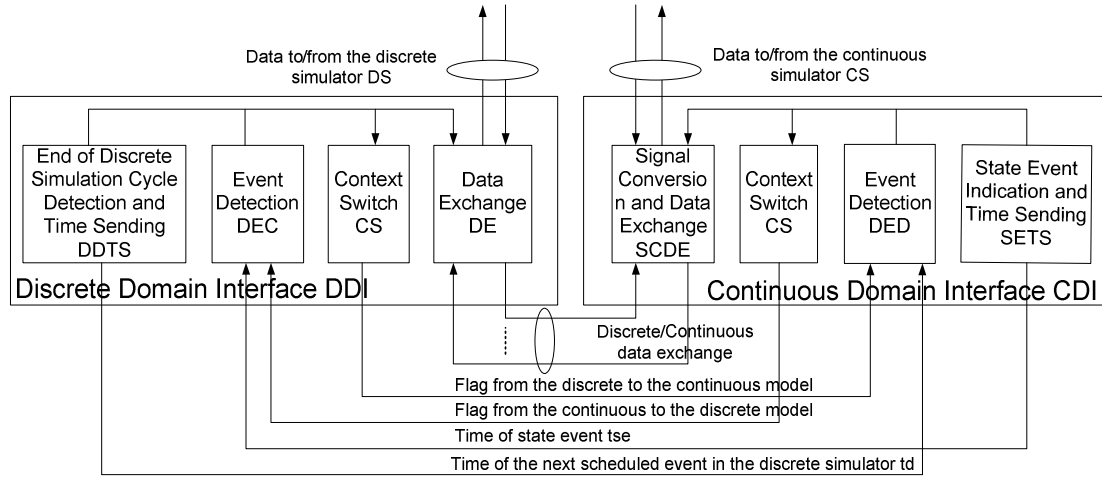 Data to/from the discrete
simulator DS
Data to/from the continuous
simulator CS
End of Discrete
Simulation Cycle
Detection and
Time Sending
DDTS
Event
Detection
DEC
Context
Switch
CS
Data
Exchange
DE
Signal
Conversio
n and Data
Exchange
SCDE
Context
Switch
CS
Event
Detection
DED
State Event
Indication and
Time Sending
SETS
Discrete Domain Interface DDI
Continuous Domain Interface CDI
Discrete/Continuous
data exchange
Flag from the discrete to the continuous model
Flag from the continuous to the discrete model
Time of state event tse
Time of the next scheduled event in the discrete simulator td